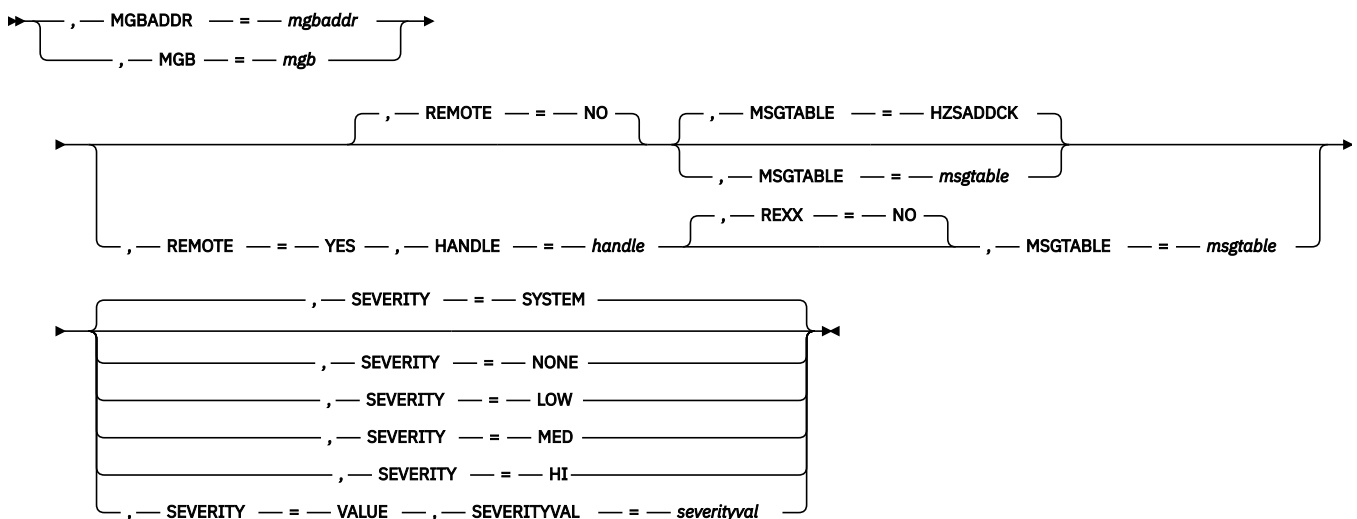 , MGBADDR = mgbaddr
, MGB = mgb
, REMOTE = NO , MSGTABLE = HZSADDCK
, MSGTABLE = msgtable
, REXX = NO
, REMOTE = YES , HANDLE = handle , MSGTABLE = msgtable
, SEVERITY = SYSTEM
, SEVERITY = NONE
, SEVERITY = LOW
, SEVERITY = MED
, SEVERITY = HI
, SEVERITY = VALUE , SEVERITYVAL = severityval